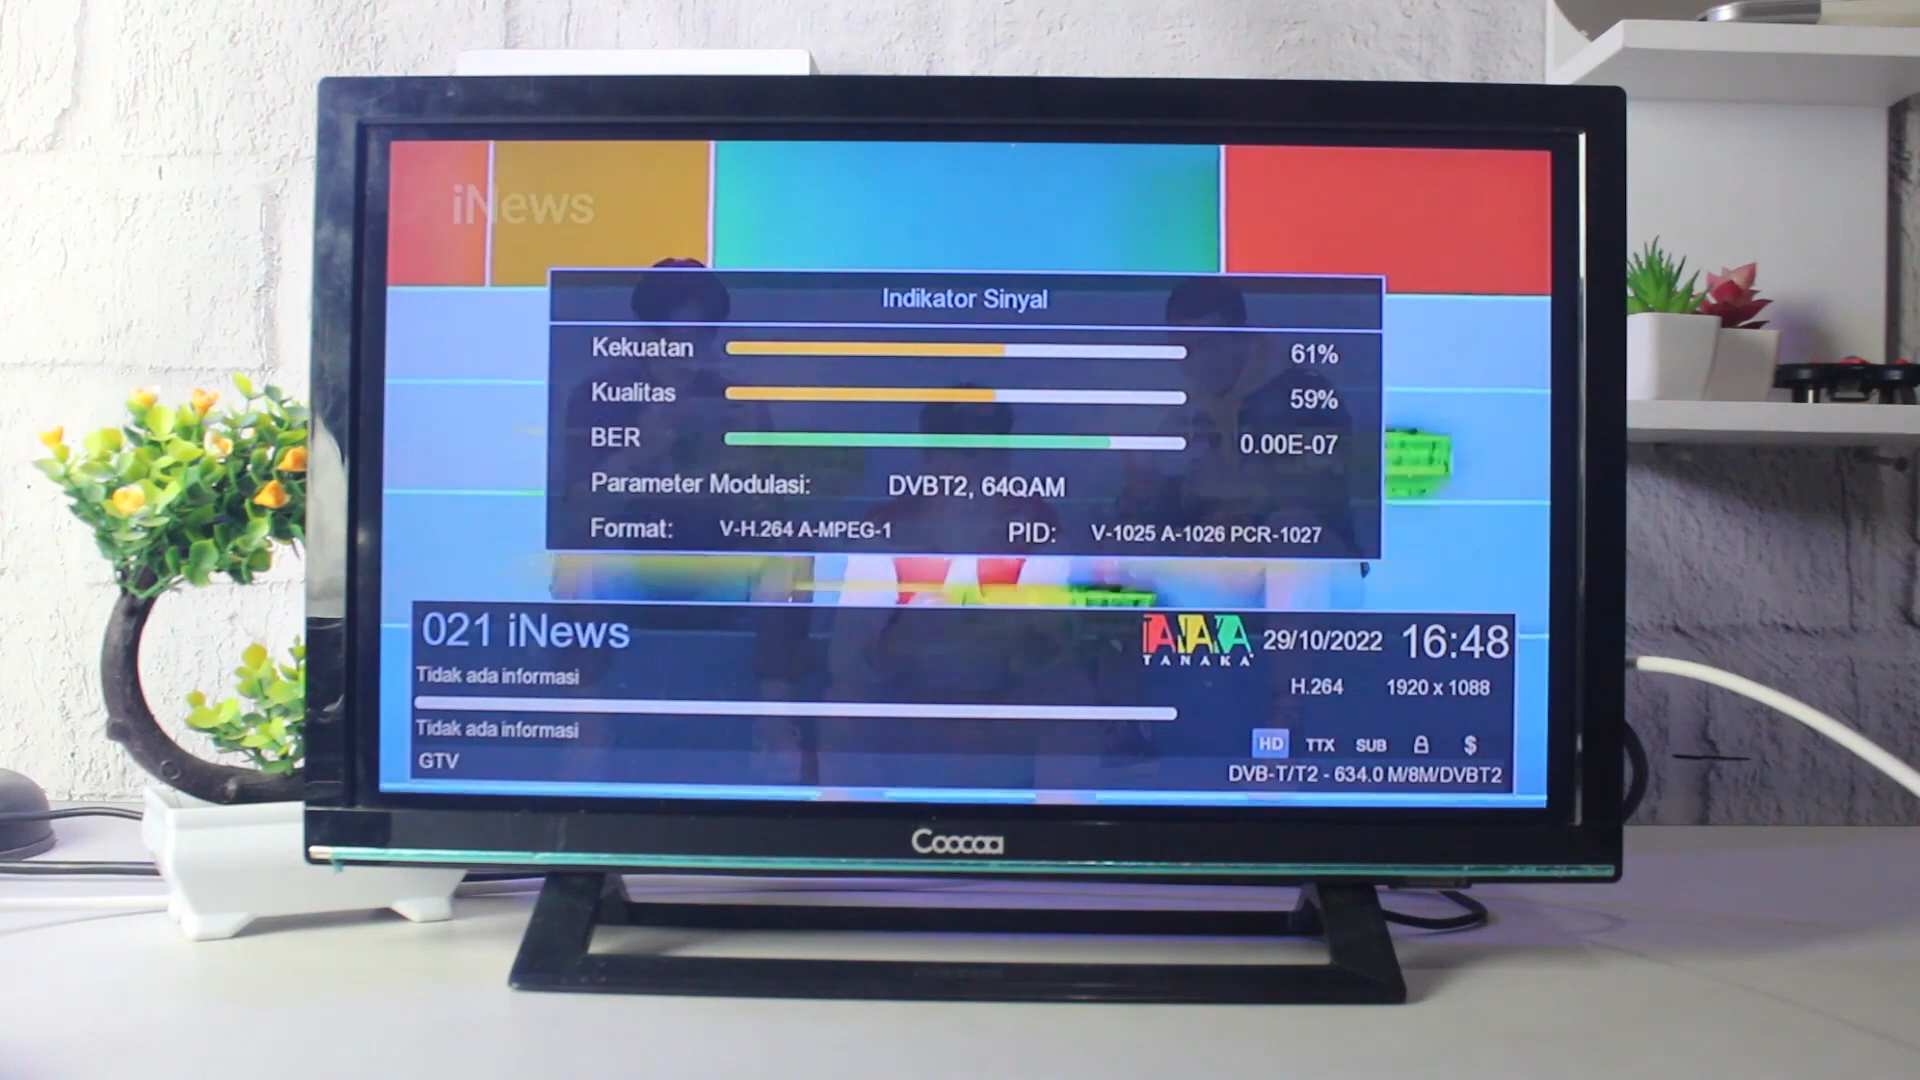 iNews
Indikator Sinyal
Kekuatan 61%
Kualitas 59%
BER 0.00E-07
Parameter Modulasi: DVBT2, 64QAM
Format: V-H.264 A-MPEG-1 PID: V-1025 A-1026 PCR-1027
021 iNews TANAKA 29/10/2022 16:48
TANAKA
Tidak ada informasi H.264 1920 x 1088
Tidak ada informasi HD TTX SUB $
GTV DVB-T/T2 - 634.0 M/8M/DVBT2
Coocaa